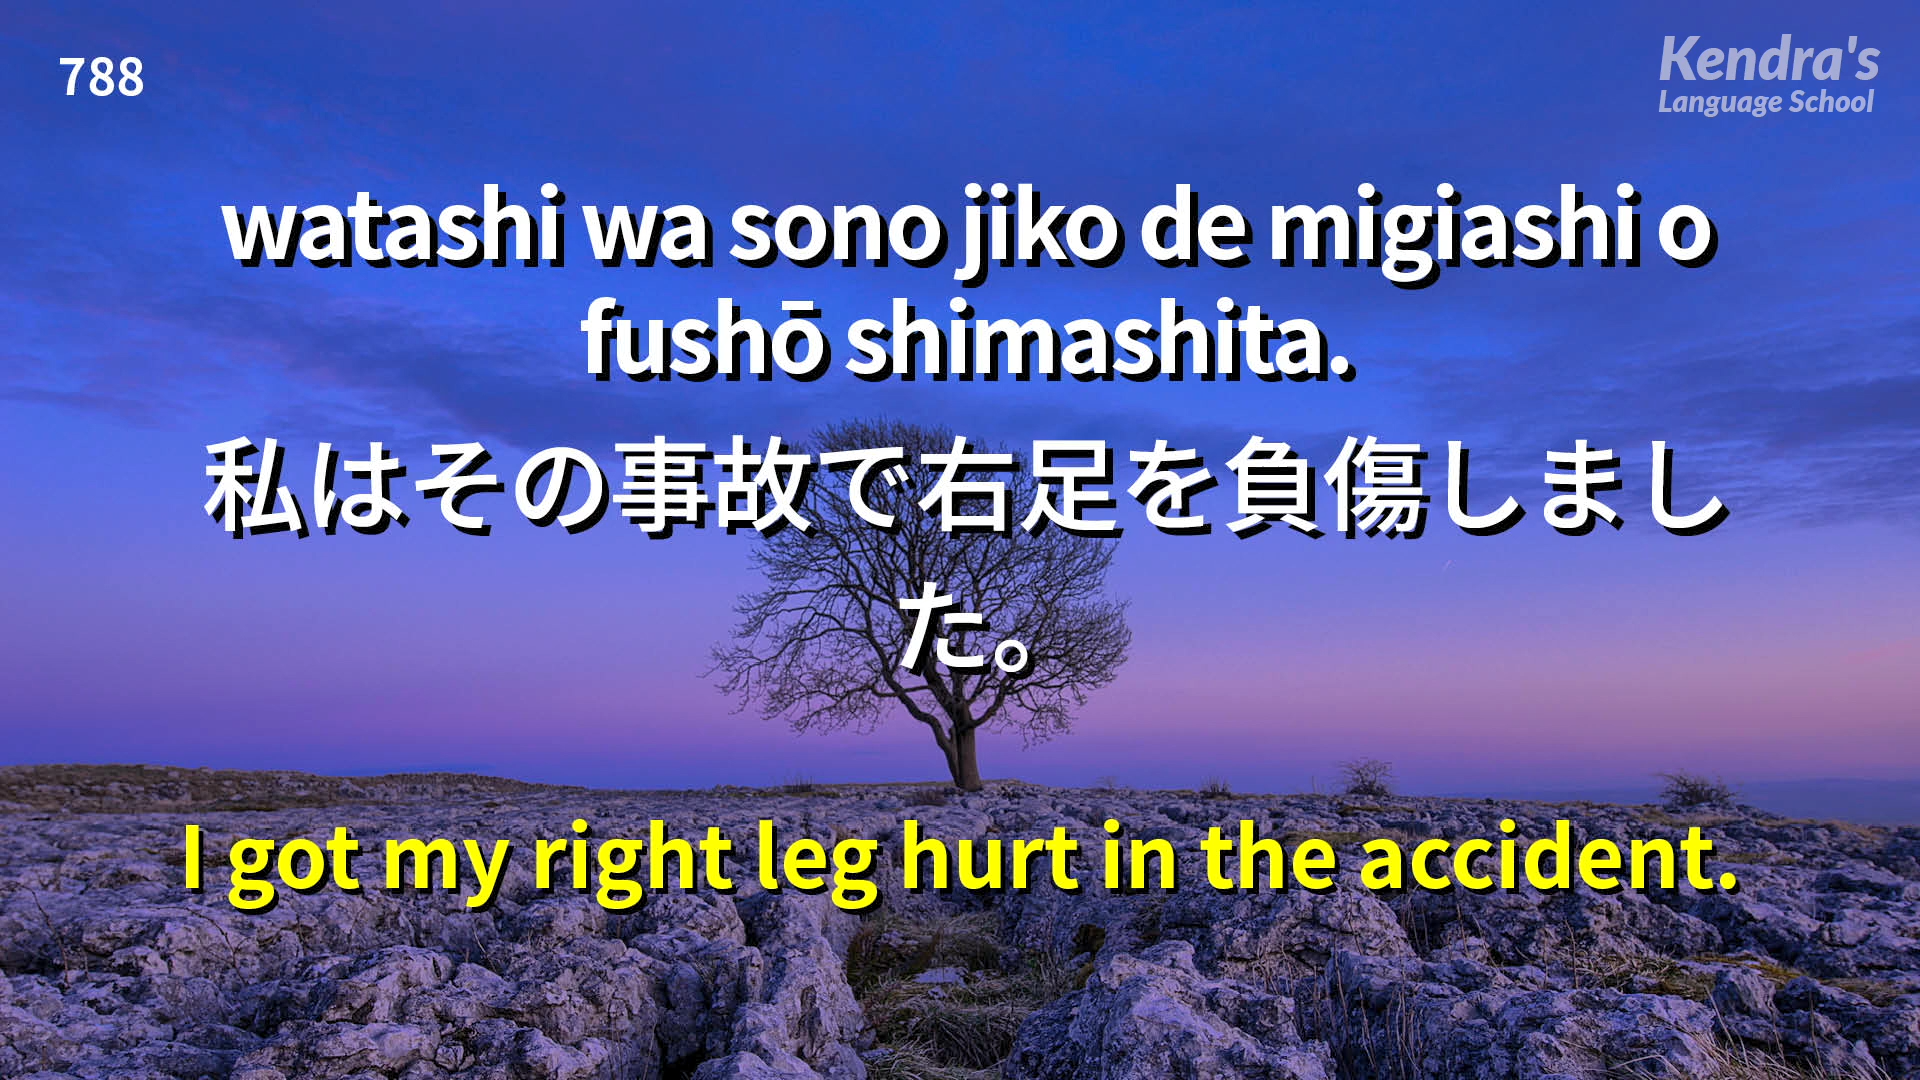 788
Kendra's
Language School
watashi wa sono jiko de migiashi o
fushō shimashita.
私はその事故で右足を負傷しまし
た。
I got my right leg hurt in the accident.